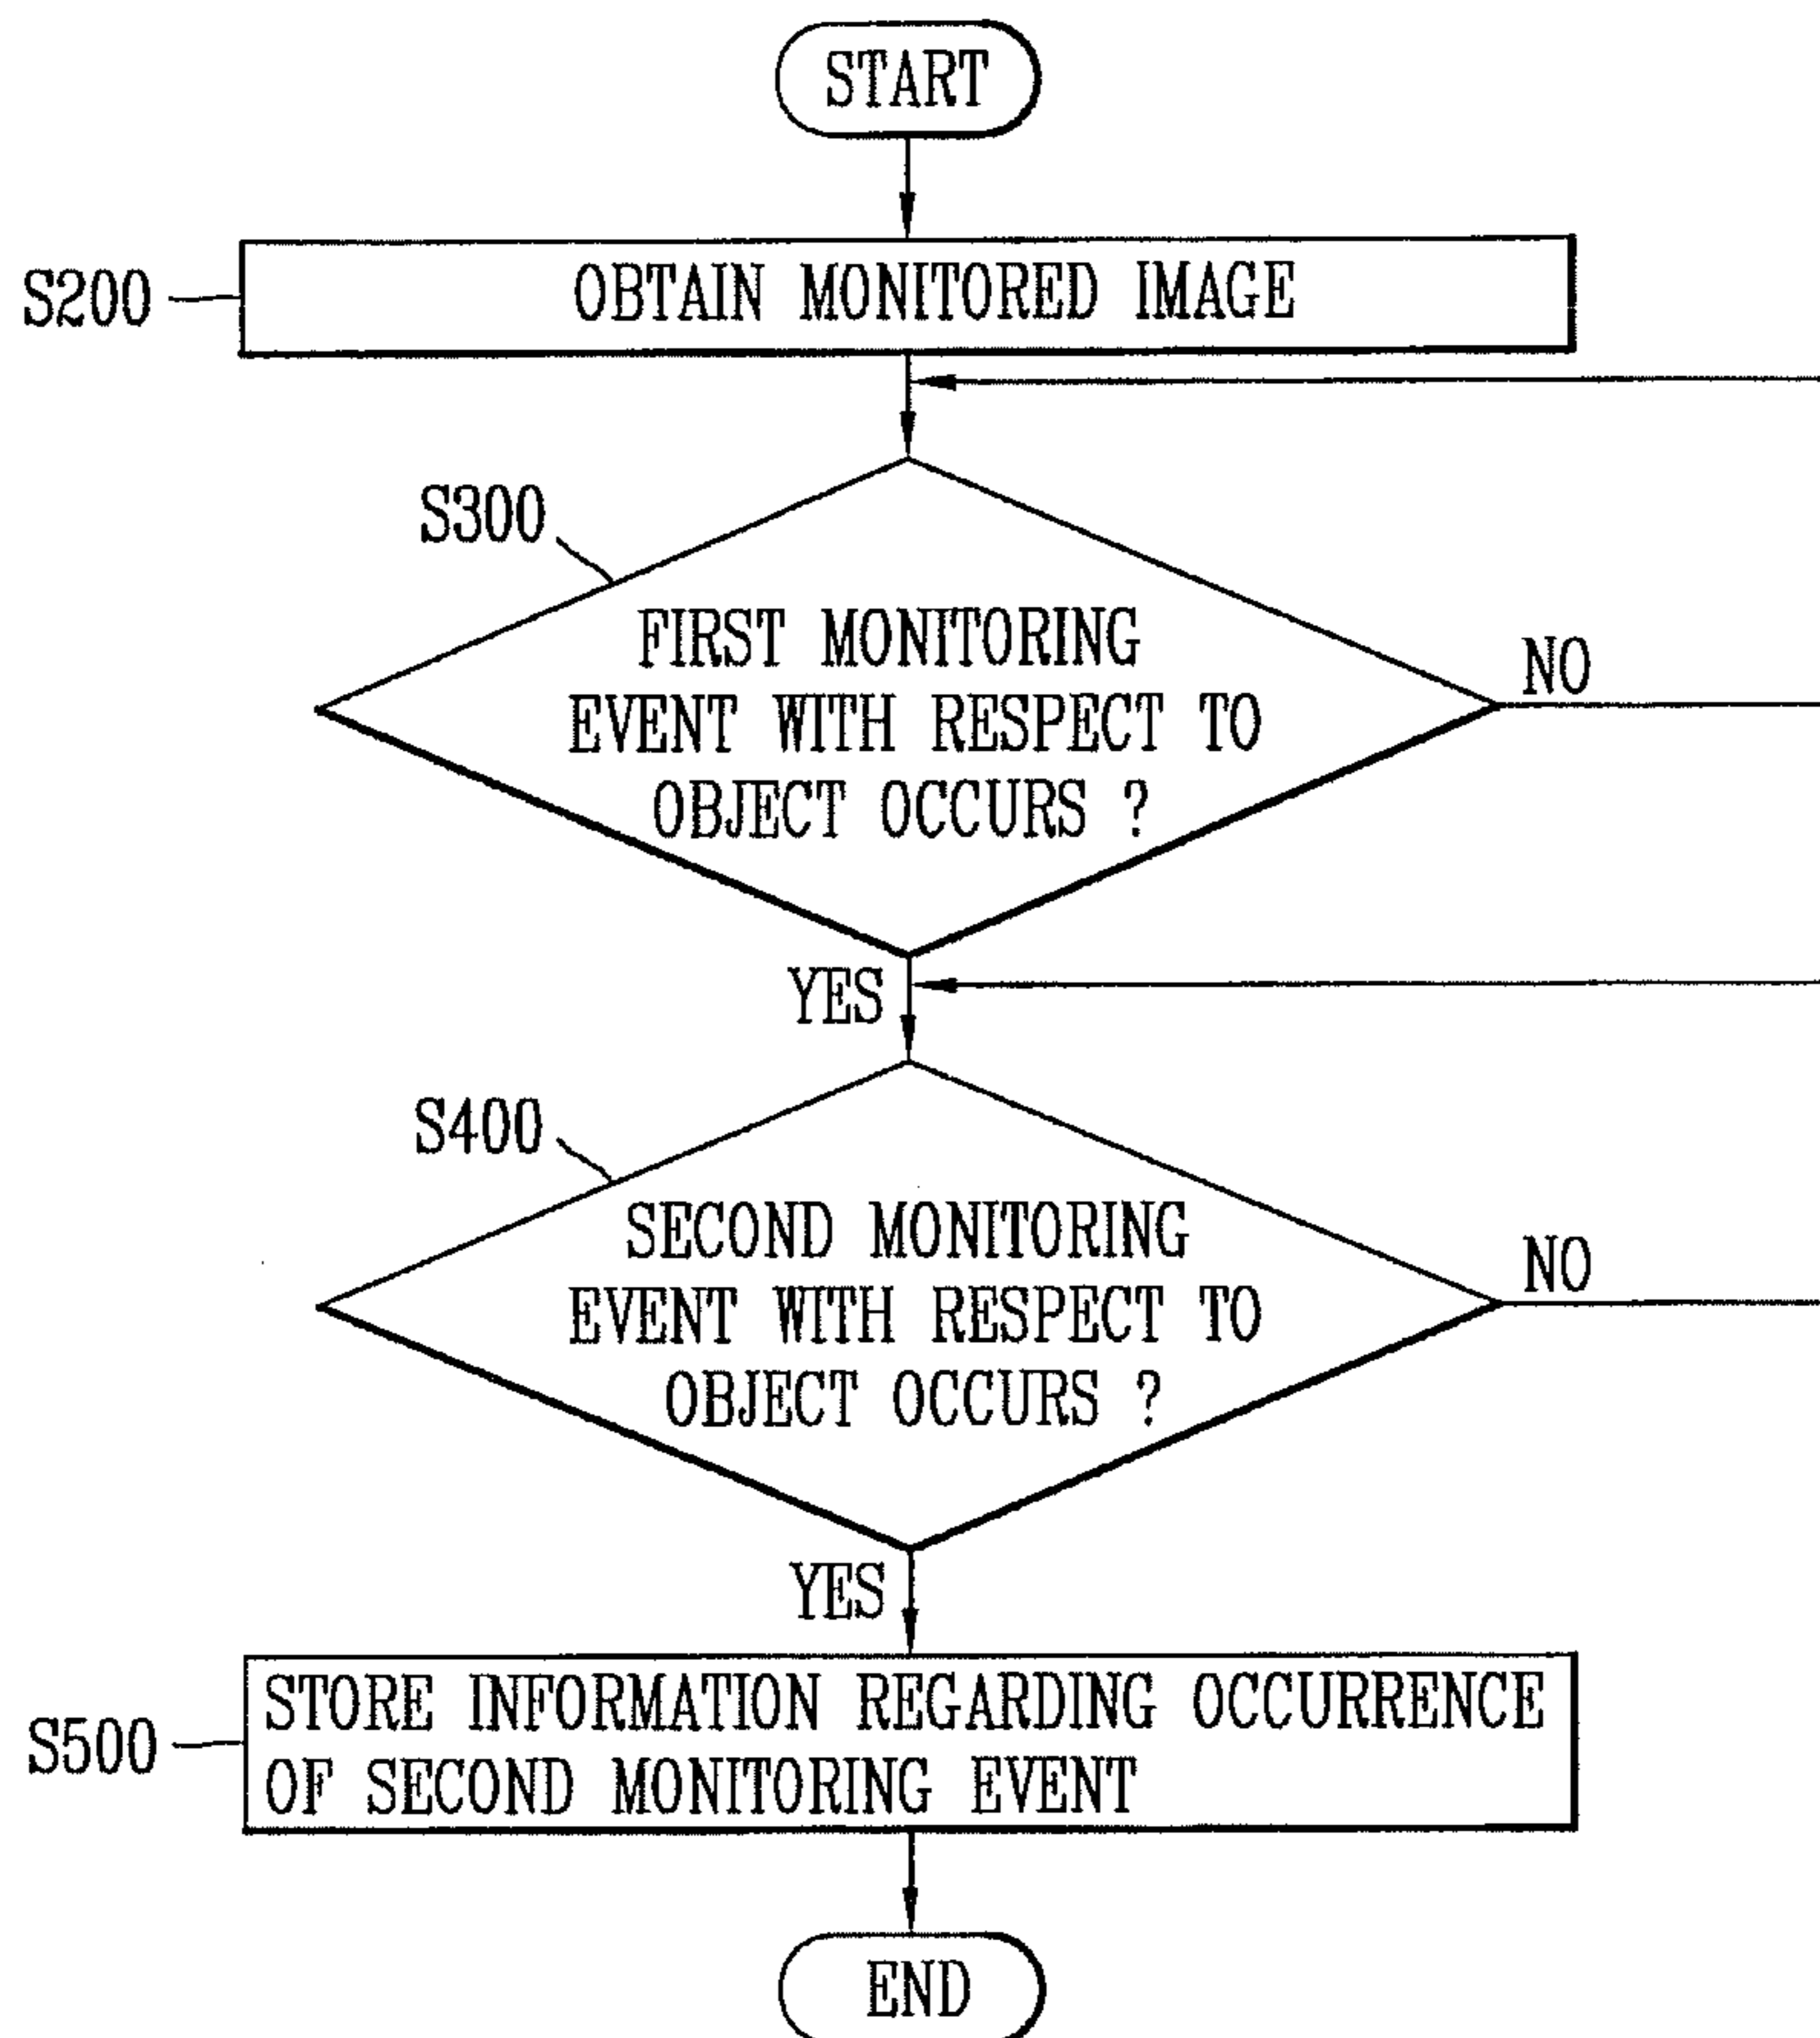 START
S200
OBTAIN MONITORED IMAGE
S300
FIRST MONITORING
EVENT WITH RESPECT TO
OBJECT OCCURS ?
NO
YES
S400
SECOND MONITORING
EVENT WITH RESPECT TO
OBJECT OCCURS ?
NO
YES
S500
STORE INFORMATION REGARDING OCCURRENCE
OF SECOND MONITORING EVENT
END